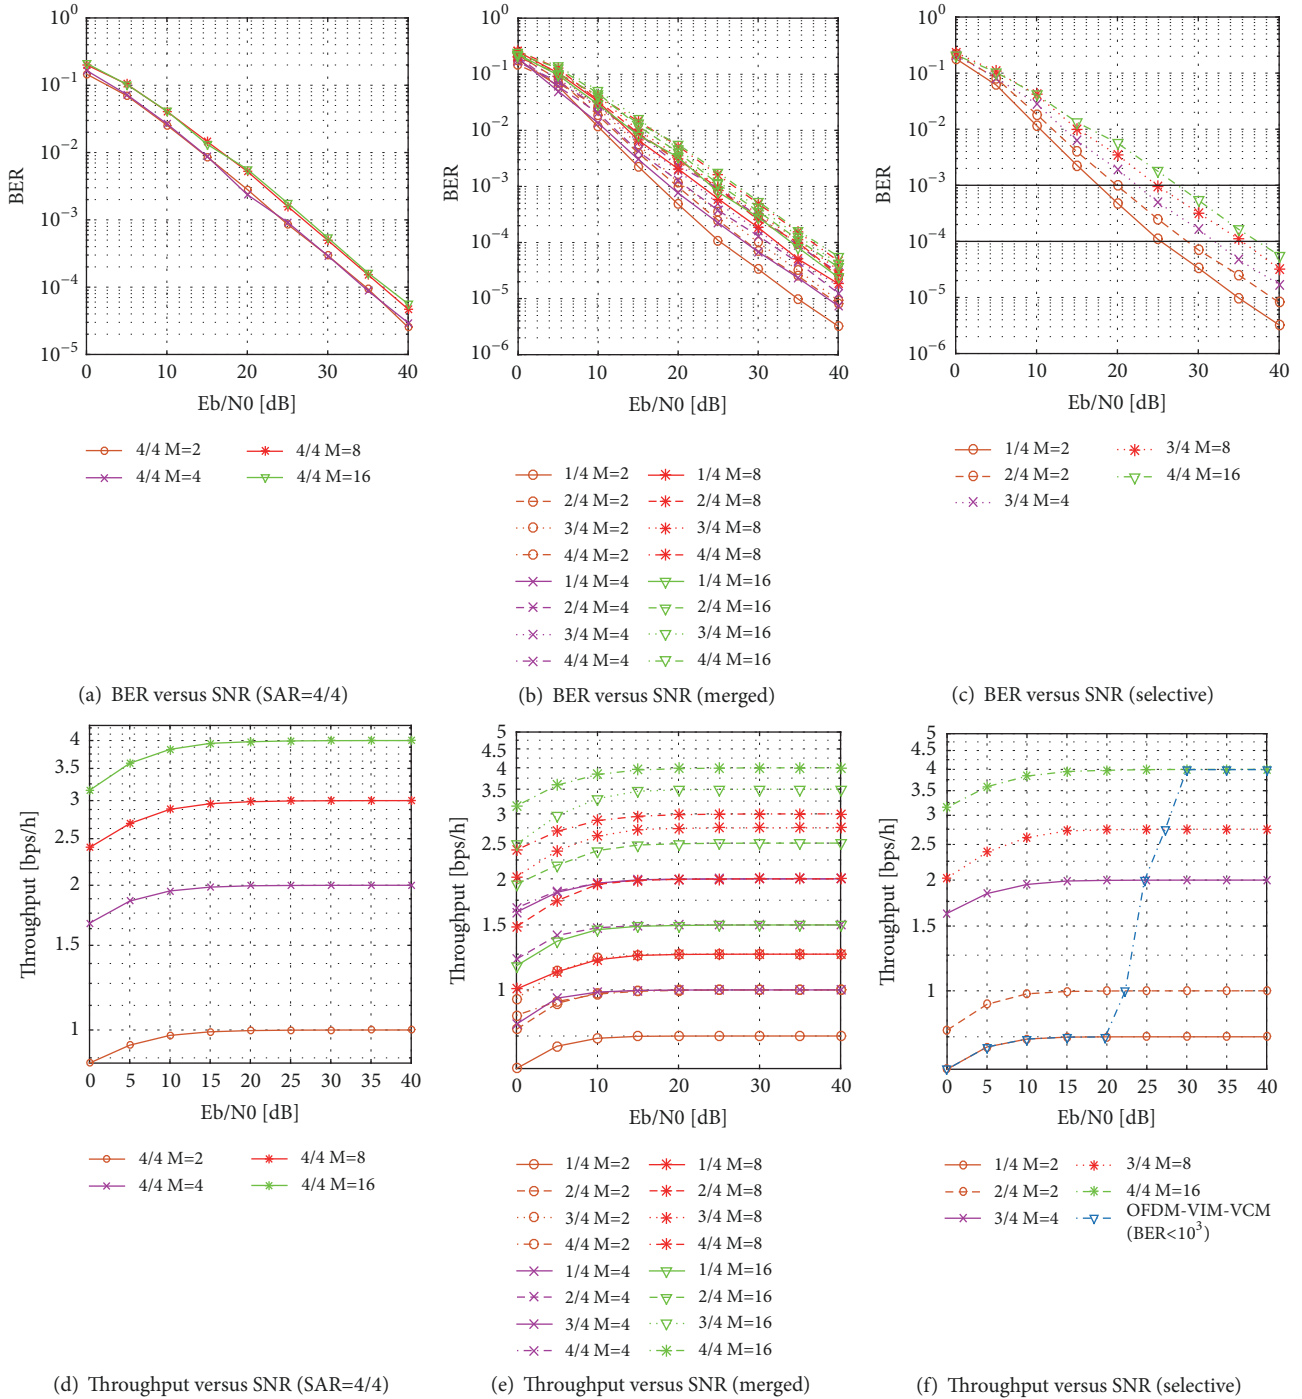 10^0
10^-1
10^-2
10^-3
10^-4
10^-5
BER
0 10 20 30 40
Eb/N0 [dB]
4/4 M=2
4/4 M=4
4/4 M=8
4/4 M=16
(a) BER versus SNR (SAR=4/4)
10^0
10^-1
10^-2
10^-3
10^-4
10^-5
10^-6
BER
0 10 20 30 40
Eb/N0 [dB]
1/4 M=2
2/4 M=2
3/4 M=2
4/4 M=2
1/4 M=4
2/4 M=4
3/4 M=4
4/4 M=4
1/4 M=8
2/4 M=8
3/4 M=8
4/4 M=8
1/4 M=16
2/4 M=16
3/4 M=16
4/4 M=16
(b) BER versus SNR (merged)
10^0
10^-1
10^-2
10^-3
10^-4
10^-5
10^-6
BER
0 10 20 30 40
Eb/N0 [dB]
1/4 M=2
2/4 M=2
3/4 M=4
3/4 M=8
4/4 M=16
(c) BER versus SNR (selective)
4
3.5
3
2.5
2
1.5
1
Throughput [bps/h]
0 5 10 15 20 25 30 35 40
Eb/N0 [dB]
4/4 M=2
4/4 M=4
4/4 M=8
4/4 M=16
(d) Throughput versus SNR (SAR=4/4)
5
4
3.5
3
2.5
2
1.5
1
Throughput [bps/h]
0 10 20 30 40
Eb/N0 [dB]
1/4 M=2
2/4 M=2
3/4 M=2
4/4 M=2
1/4 M=4
2/4 M=4
3/4 M=4
4/4 M=4
1/4 M=8
2/4 M=8
3/4 M=8
4/4 M=8
1/4 M=16
2/4 M=16
3/4 M=16
4/4 M=16
(e) Throughput versus SNR (merged)
5
4
3.5
3
2.5
2
1.5
1
Throughput [bps/h]
0 5 10 15 20 25 30 35 40
Eb/N0 [dB]
1/4 M=2
2/4 M=2
3/4 M=4
3/4 M=8
4/4 M=16
OFDM-VIM-VCM
(BER<10^3)
(f) Throughput versus SNR (selective)